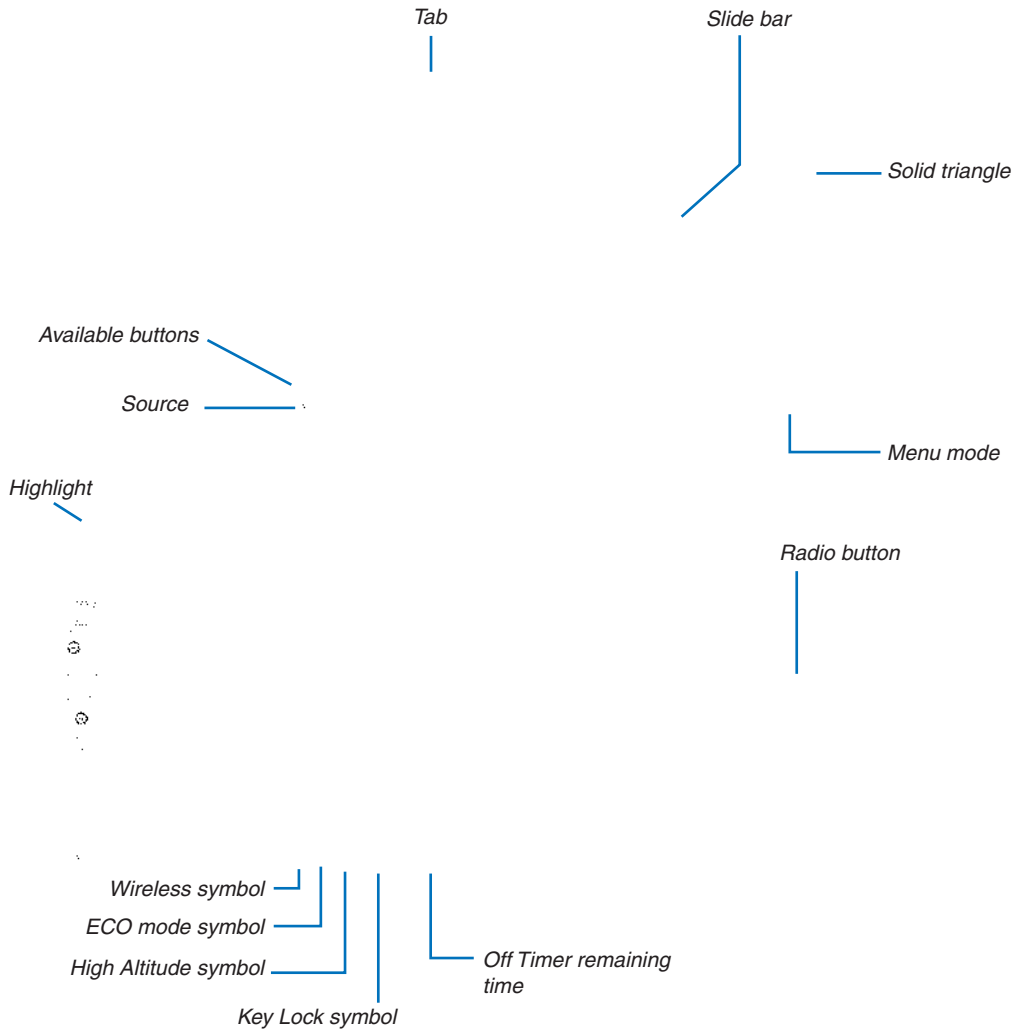 Tab
Slide bar
Solid triangle
Available buttons
Source
Menu mode
Highlight
Radio button
Wireless symbol
ECO mode symbol
High Altitude symbol
Off Timer remaining
time
Key Lock symbol